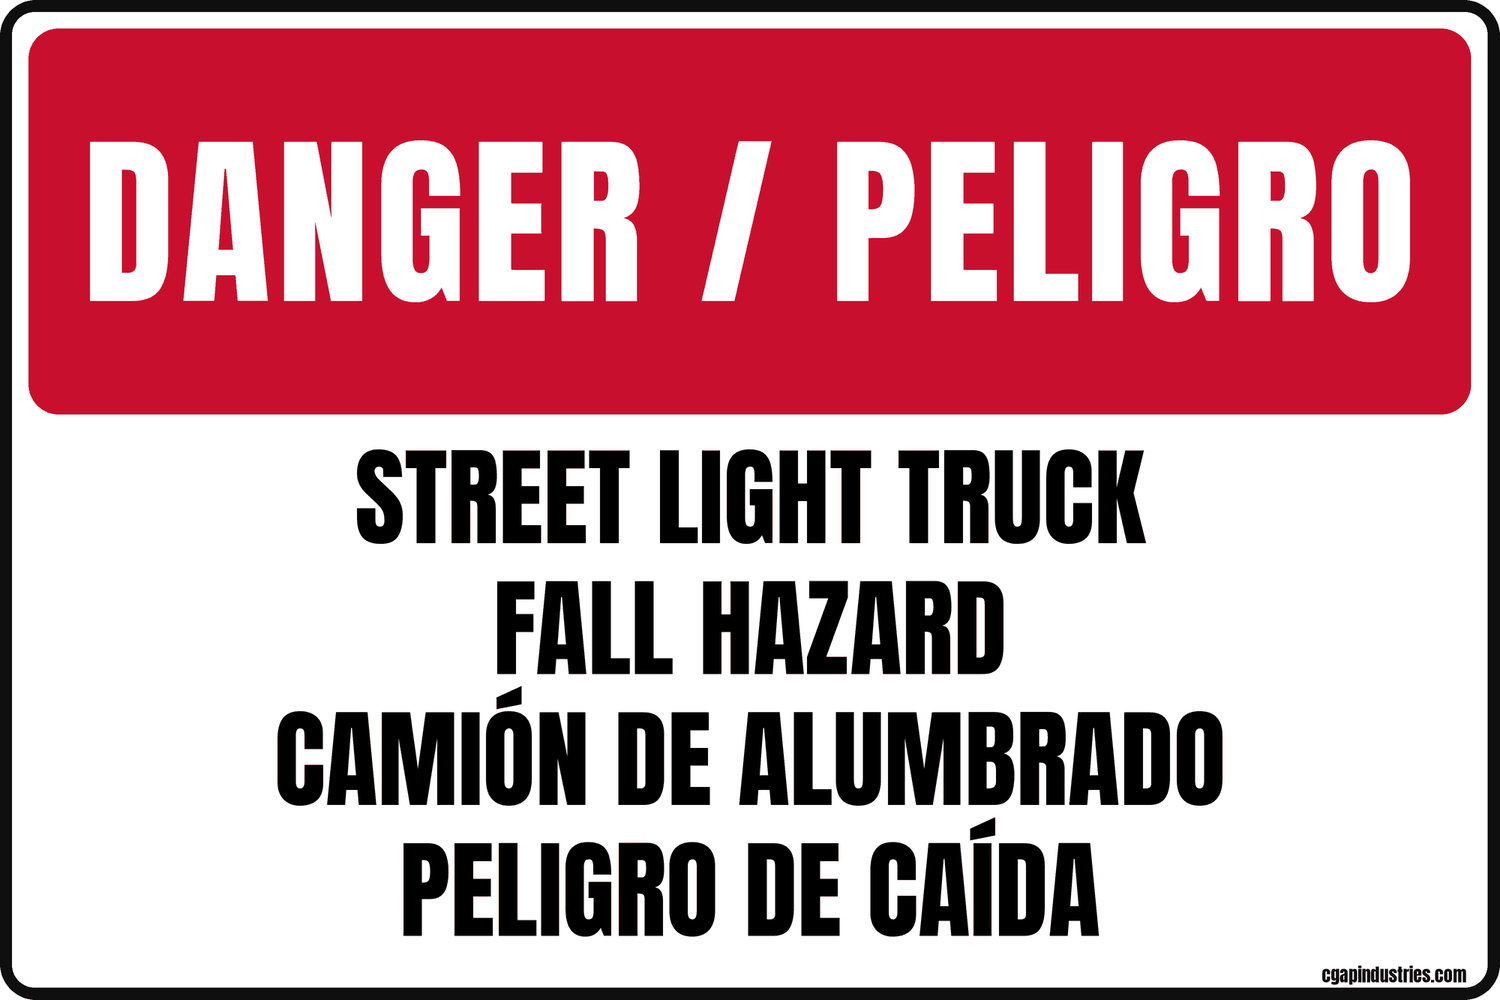 DANGER / PELIGRO
STREET LIGHT TRUCK
FALL HAZARD
CAMIÓN DE ALUMBRADO
PELIGRO DE CAÍDA
cgapindustries.com